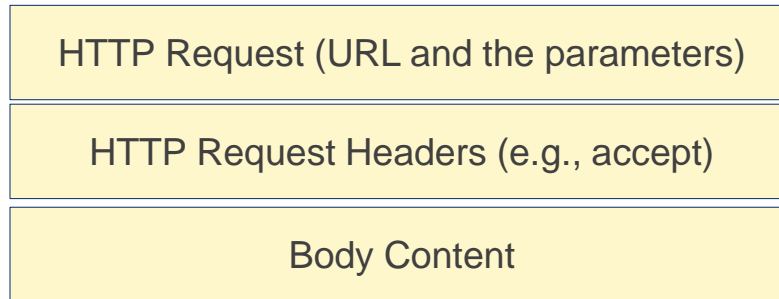 HTTP Request (URL and the parameters)
HTTP Request Headers (e.g., accept)
Body Content